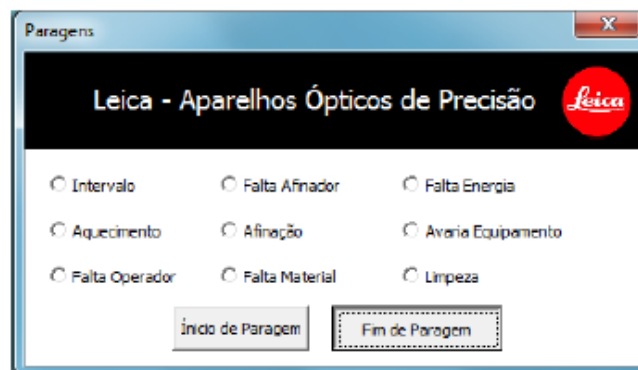 Paragens
Leica - Aparelhos Ópticos de Precisão
Leica
Intervalo Falta Afinador Falta Energia
Aquecimento Afinação Avaria Equipamento
Falta Operador Falta Material Limpeza
Ínicio de Paragem Fim de Paragem